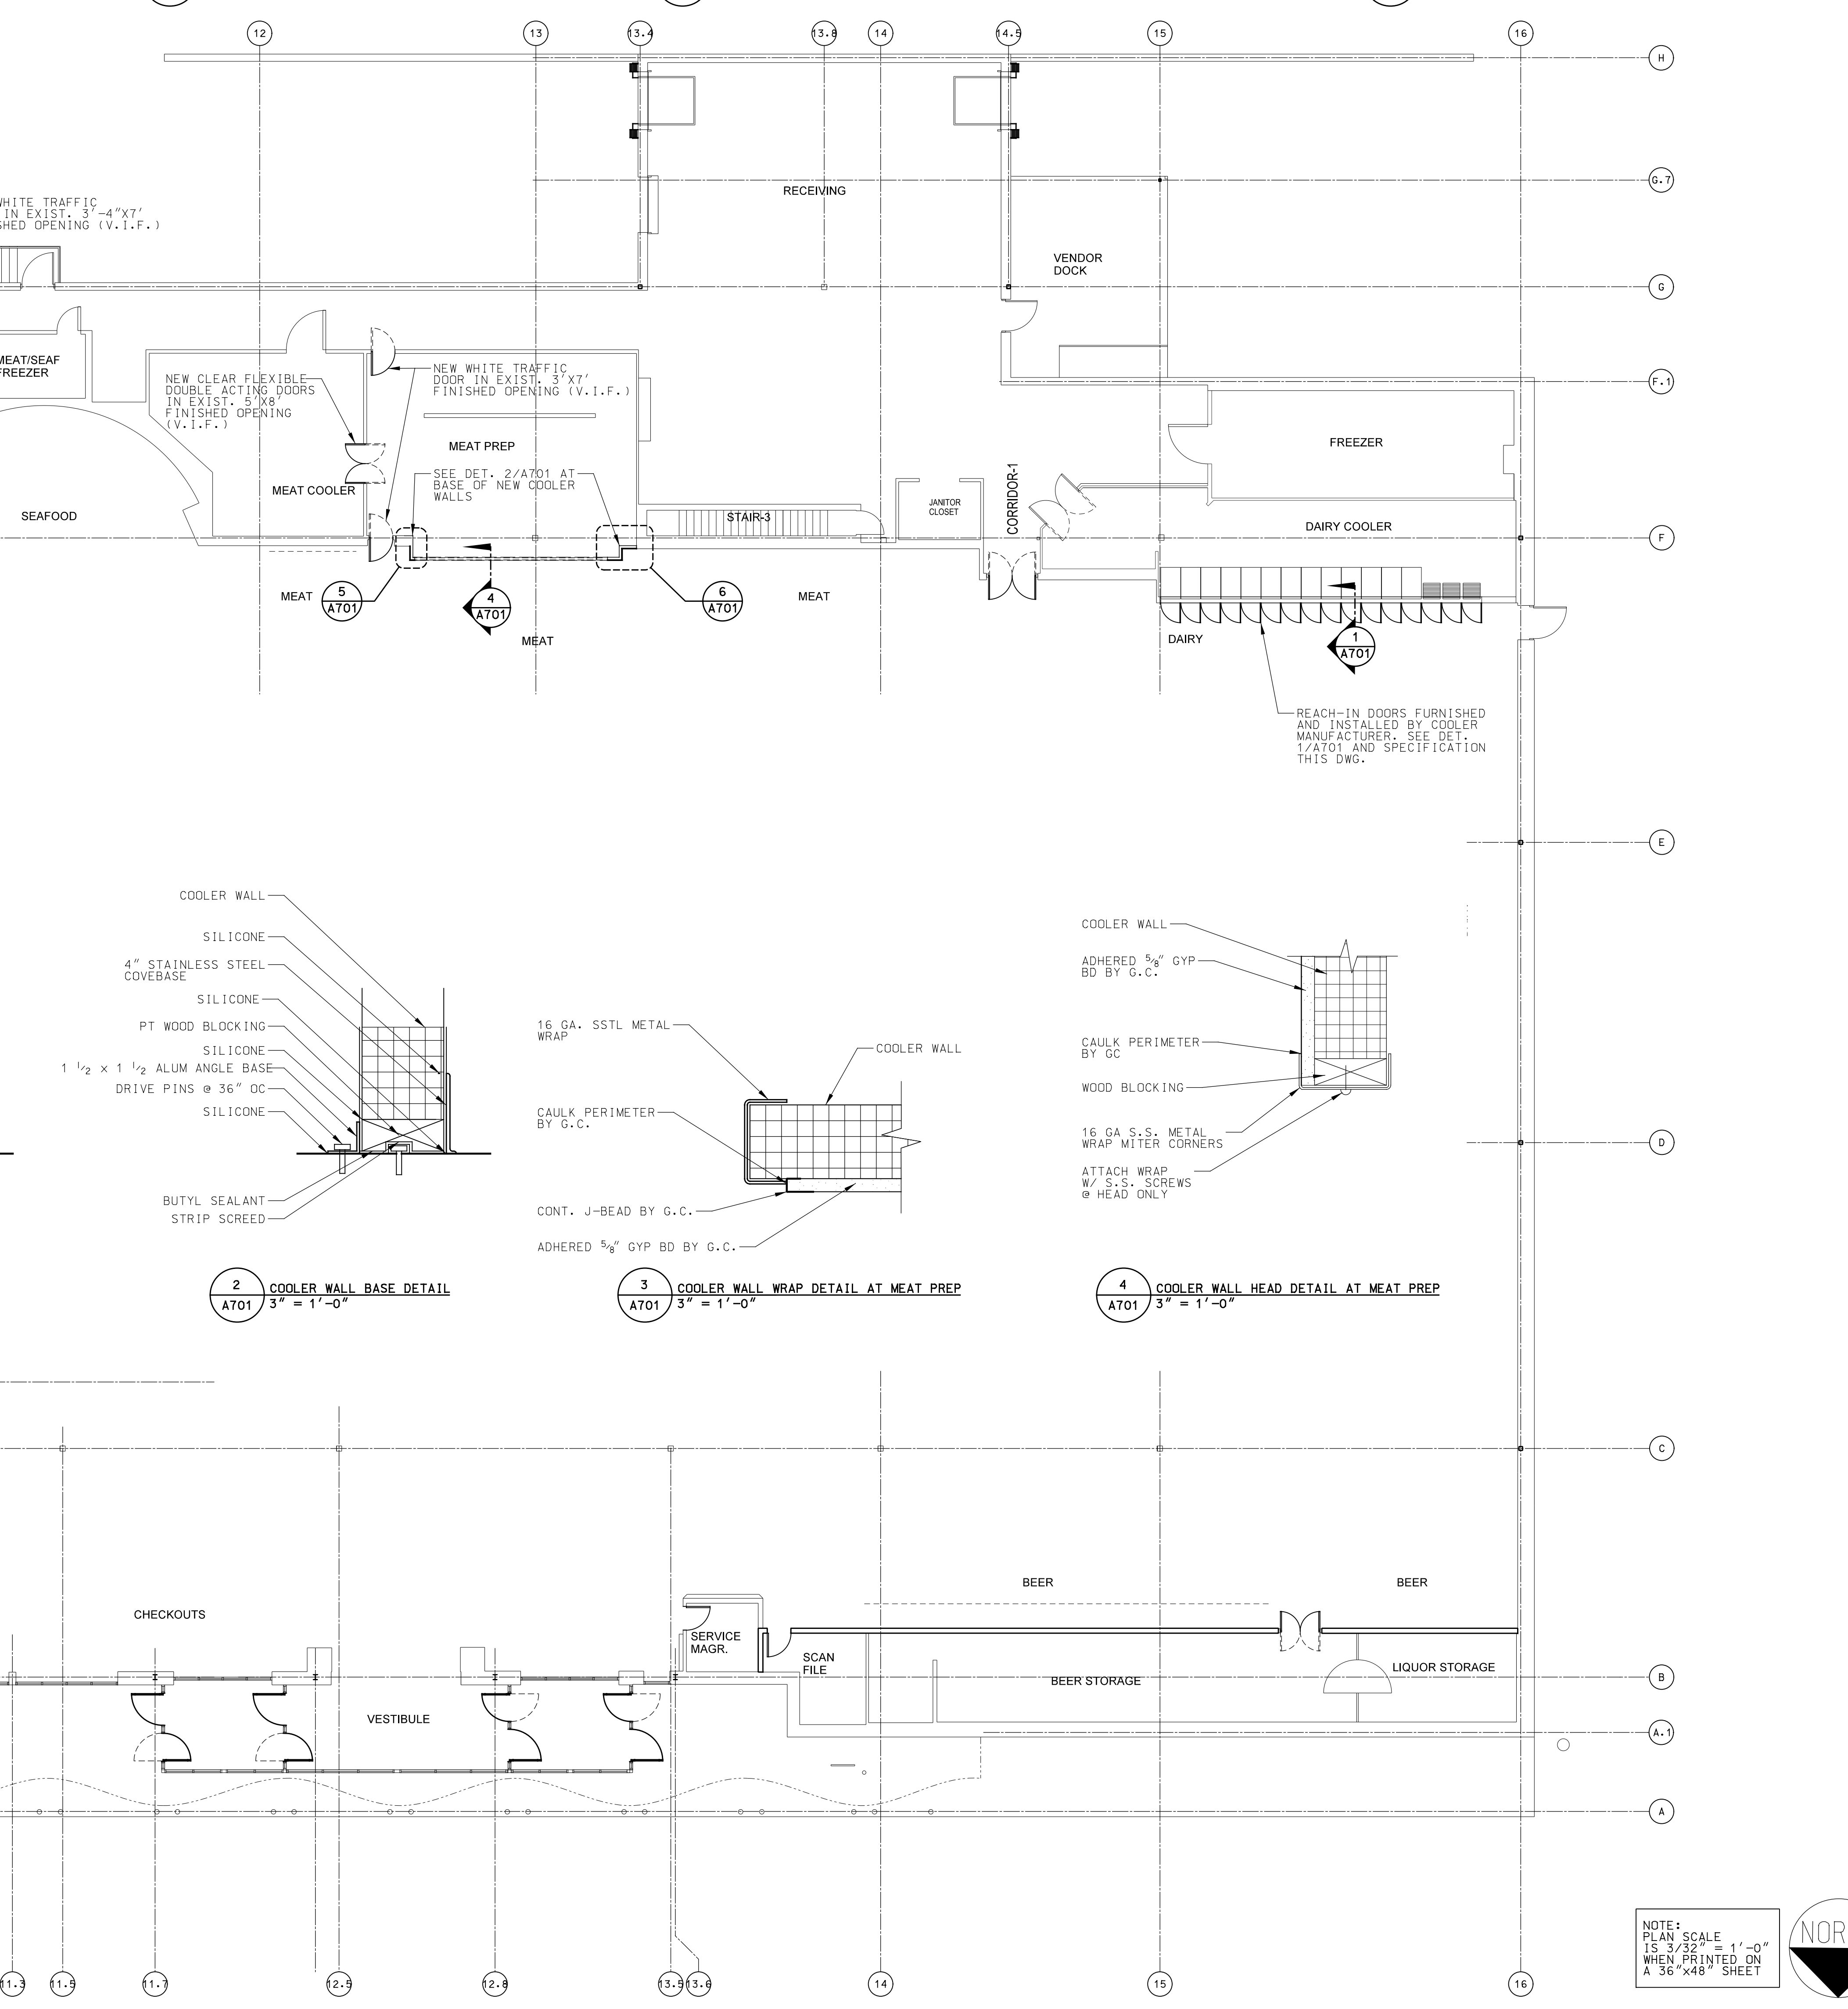 12
13
13.4
13.8
14
14.5
15
16
H
G.7
G
F.1
F
E
D
C
B
A.1
A
WHITE TRAFFIC
IN EXIST. 3'-4"X7'
SHED OPENING (V.I.F.)
RECEIVING
VENDOR
DOCK
MEAT/SEAF
FREEZER
NEW CLEAR FLEXIBLE
DOUBLE ACTING DOORS
IN EXIST. 5'X8'
FINISHED OPENING
(V.I.F.)
NEW WHITE TRAFFIC
DOOR IN EXIST. 3'X7'
FINISHED OPENING (V.I.F.)
MEAT PREP
SEE DET. 2/A701 AT
BASE OF NEW COOLER
WALLS
MEAT COOLER
SEAFOOD
STAIR-3
JANITOR
CLOSET
CORRIDOR-1
FREEZER
DAIRY COOLER
MEAT
5
A701
4
A701
6
A701
MEAT
MEAT
DAIRY
1
A701
REACH-IN DOORS FURNISHED
AND INSTALLED BY COOLER
MANUFACTURER. SEE DET.
1/A701 AND SPECIFICATION
THIS DWG.
COOLER WALL
SILICONE
4" STAINLESS STEEL
COVEBASE
SILICONE
PT WOOD BLOCKING
SILICONE
1 1/2 x 1 1/2 ALUM ANGLE BASE
DRIVE PINS @ 36" OC
SILICONE
BUTYL SEALANT
STRIP SCREED
2
A701
COOLER WALL BASE DETAIL
3" = 1'-0"
16 GA. SSTL METAL
WRAP
COOLER WALL
CAULK PERIMETER
BY G.C.
CONT. J-BEAD BY G.C.
ADHERED 5/8" GYP BD BY G.C.
3
A701
COOLER WALL WRAP DETAIL AT MEAT PREP
3" = 1'-0"
COOLER WALL
ADHERED 5/8" GYP
BD BY G.C.
CAULK PERIMETER
BY GC
WOOD BLOCKING
16 GA S.S. METAL
WRAP MITER CORNERS
ATTACH WRAP
W/ S.S. SCREWS
@ HEAD ONLY
4
A701
COOLER WALL HEAD DETAIL AT MEAT PREP
3" = 1'-0"
CHECKOUTS
VESTIBULE
SERVICE
MAGR.
SCAN
FILE
BEER
BEER
BEER STORAGE
LIQUOR STORAGE
11.3
11.5
11.7
12.5
12.8
13.5
13.6
14
15
16
NOTE:
PLAN SCALE
IS 3/32" = 1'-0"
WHEN PRINTED ON
A 36"x48" SHEET
NOR